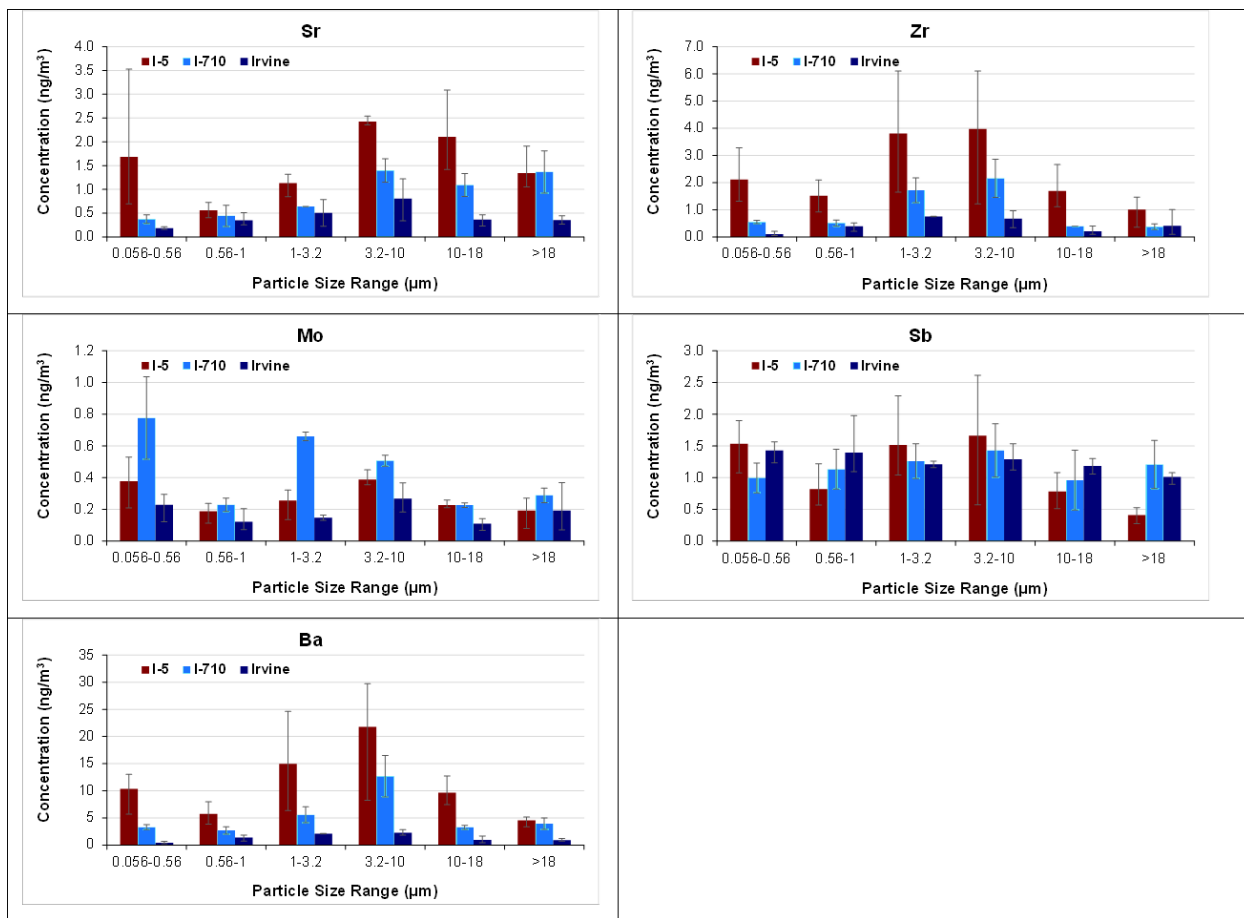 Sr
Concentration (ng/m³)
4.0
3.5
3.0
2.5
2.0
1.5
1.0
0.5
0.0
I-5 I-710 Irvine
0.056-0.56 0.56-1 1-3.2 3.2-10 10-18 >18
Particle Size Range (µm)
Zr
Concentration (ng/m³)
7.0
6.0
5.0
4.0
3.0
2.0
1.0
0.0
I-5 I-710 Irvine
0.056-0.56 0.56-1 1-3.2 3.2-10 10-18 >18
Particle Size Range (µm)
Mo
Concentration (ng/m³)
1.2
1.0
0.8
0.6
0.4
0.2
0.0
I-5 I-710 Irvine
0.056-0.56 0.56-1 1-3.2 3.2-10 10-18 >18
Particle Size Range (µm)
Sb
Concentration (ng/m³)
3.0
2.5
2.0
1.5
1.0
0.5
0.0
I-5 I-710 Irvine
0.056-0.56 0.56-1 1-3.2 3.2-10 10-18 >18
Particle Size Range (µm)
Ba
Concentration (ng/m³)
35
30
25
20
15
10
5
0
I-5 I-710 Irvine
0.056-0.56 0.56-1 1-3.2 3.2-10 10-18 >18
Particle Size Range (µm)